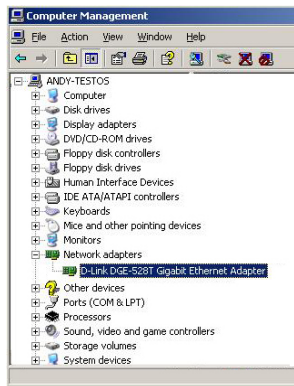 Computer Management
File Action View Window Help
ANDY-TESTOS
Computer
Disk drives
Display adapters
DVD/CD-ROM drives
Floppy disk controllers
Floppy disk drives
Human Interface Devices
IDE ATA/ATAPI controllers
Keyboards
Mice and other pointing devices
Monitors
Network adapters
D-Link DGE-528T Gigabit Ethernet Adapter
Other devices
Ports (COM & LPT)
Processors
Sound, video and game controllers
Storage volumes
System devices